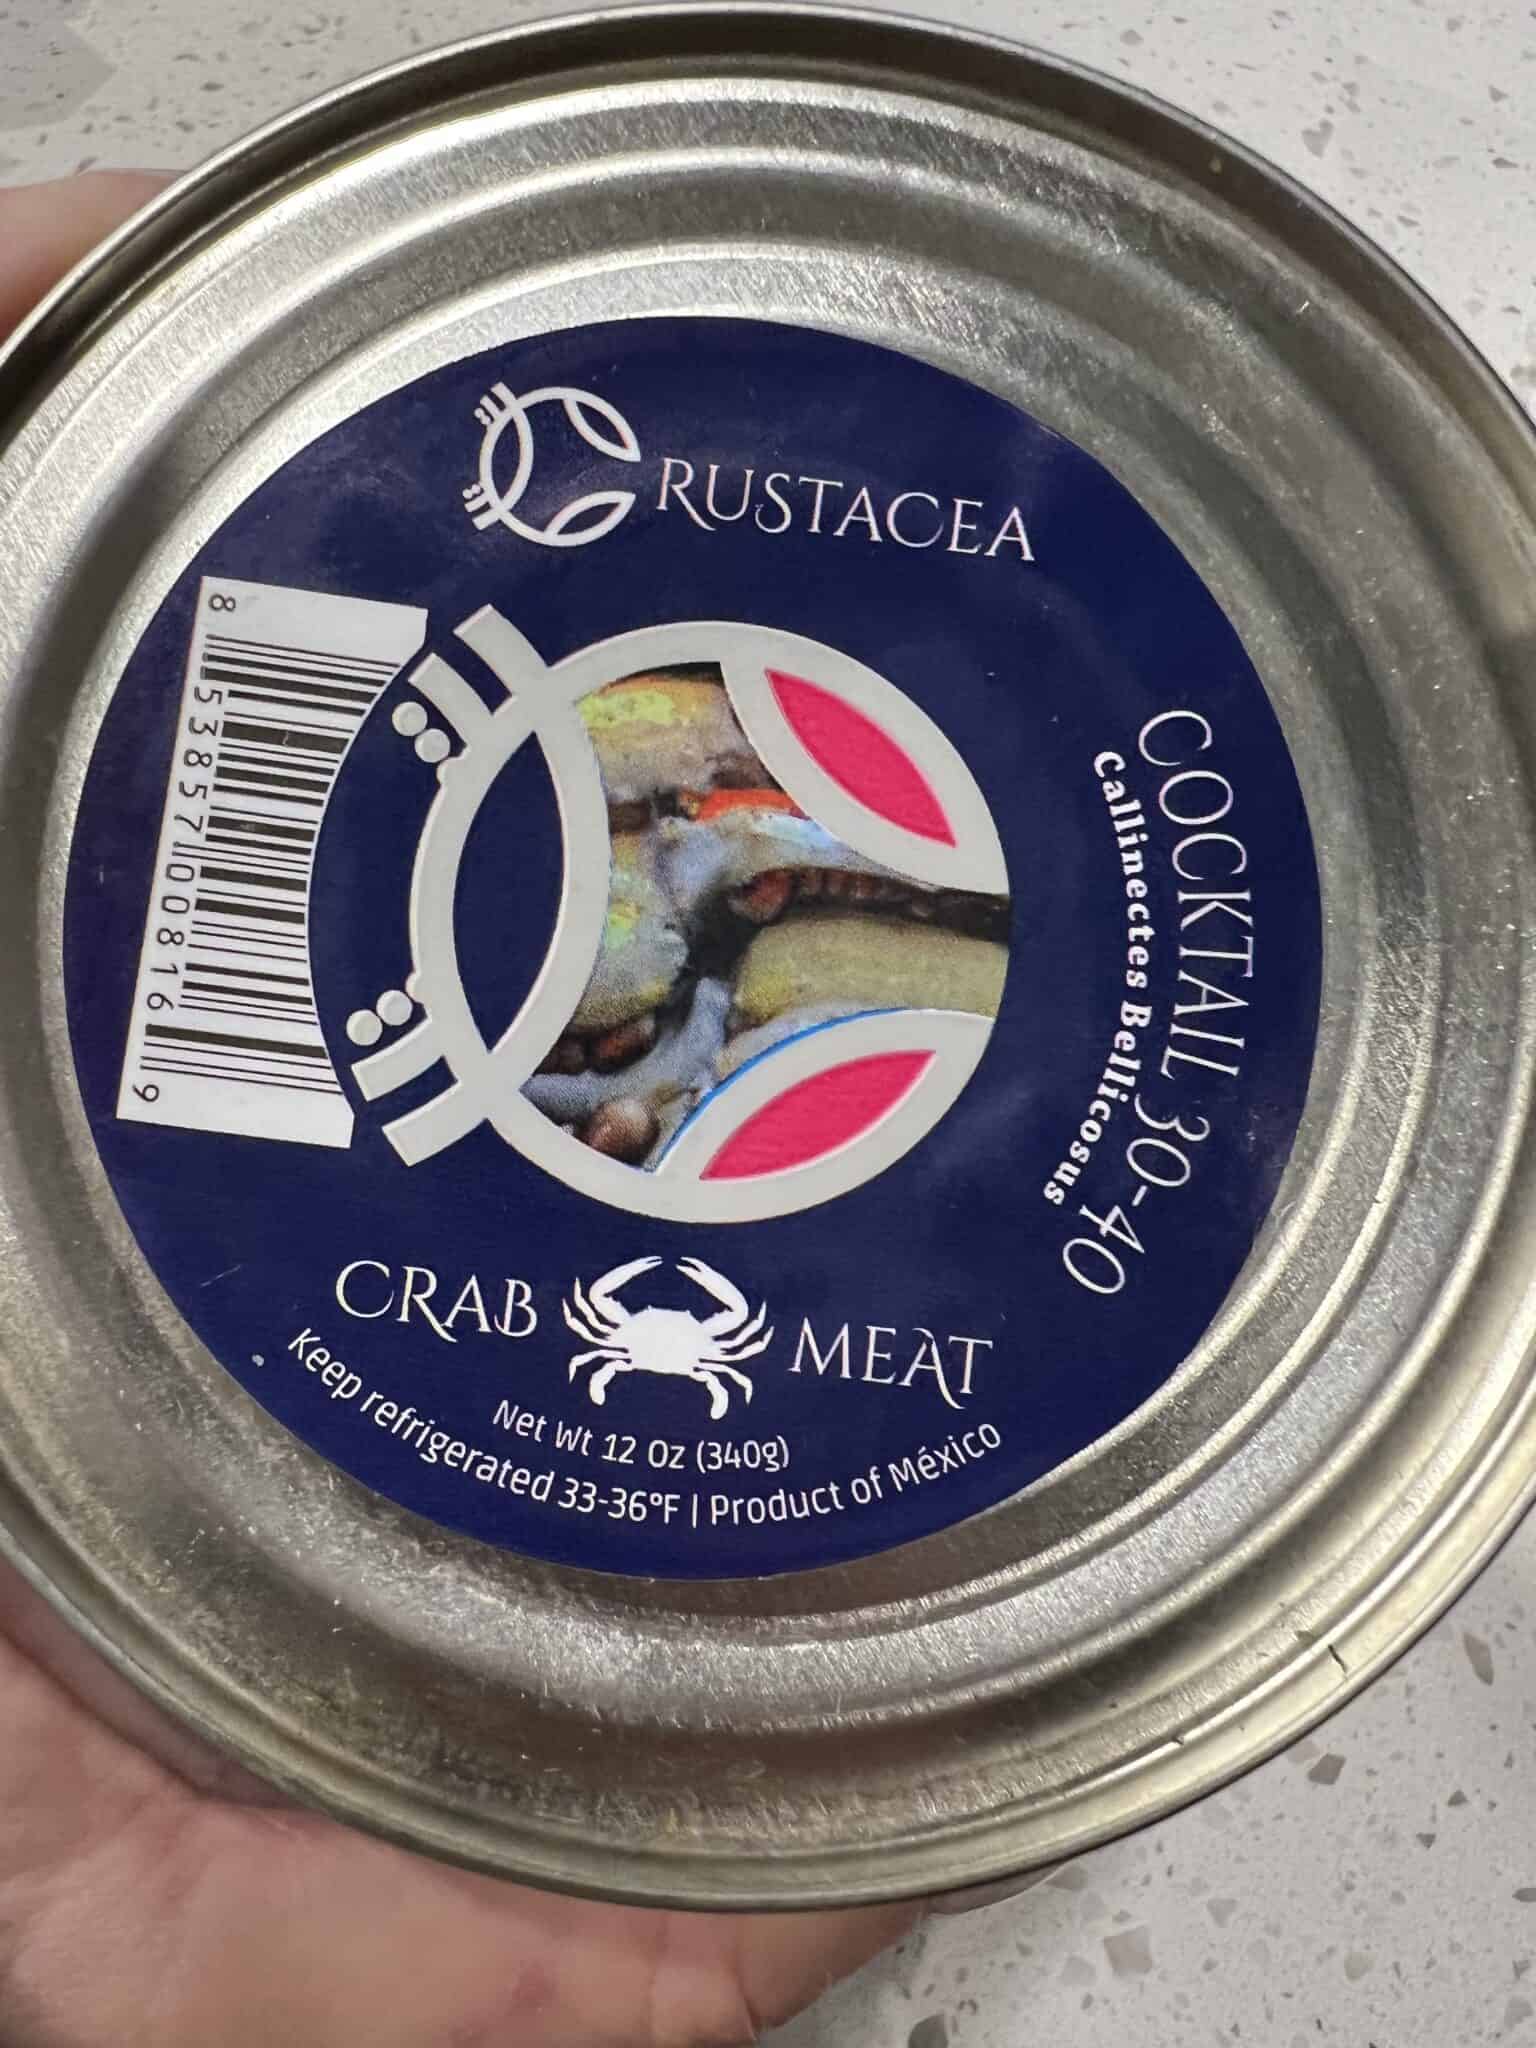 CRUSTACEA
COCKTAIL 30-40
Callinectes Bellicosus
8 53857 00816 9
CRAB MEAT
Net Wt 12 Oz (340g)
Keep refrigerated 33-36°F | Product of México